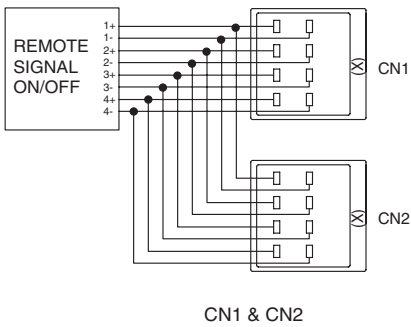 REMOTE
SIGNAL
ON/OFF
1+
1-
2+
2-
3+
3-
4+
4-
(X)
CN1
(X)
CN2
CN1 & CN2